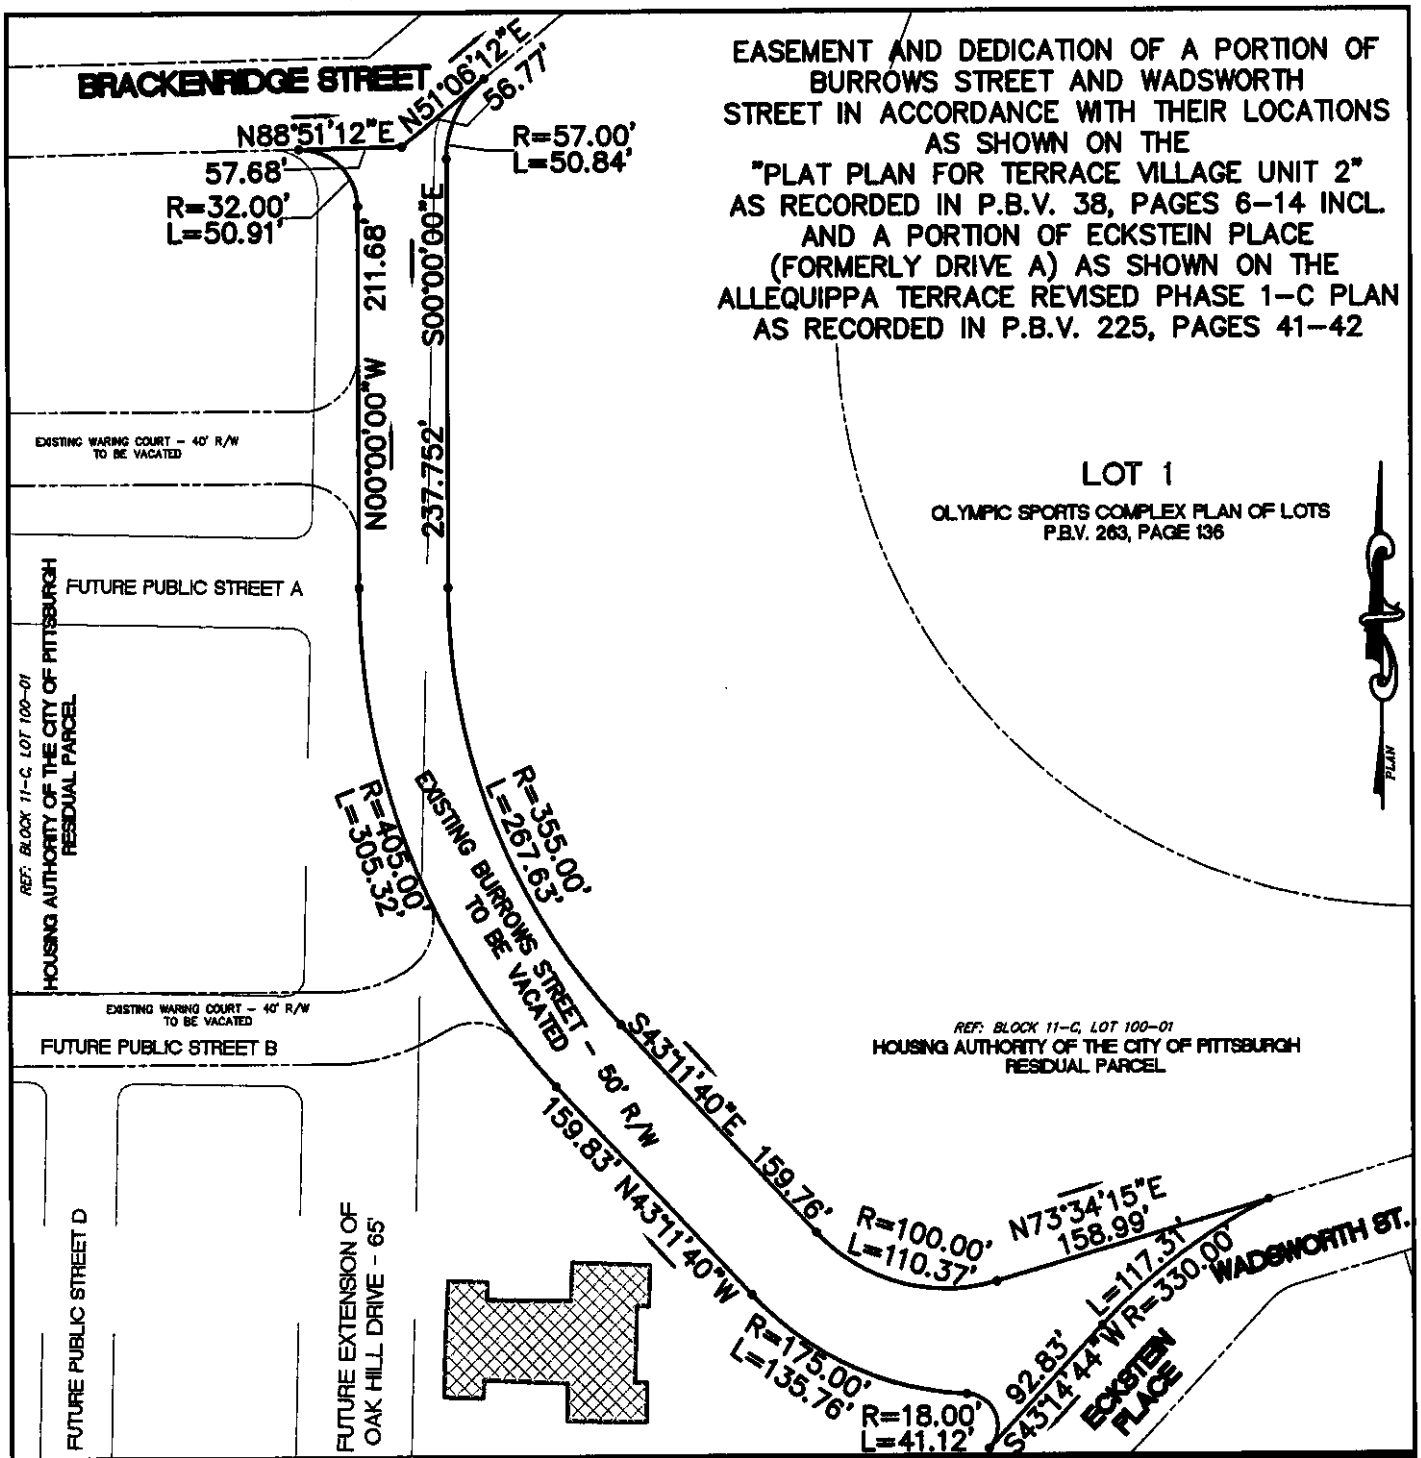 BRACKENRIDGE STREET
N51°06'12"E
56.77'
N88°51'12"E
57.68'
R=57.00'
L=50.84'
R=32.00'
L=50.91'
EASEMENT AND DEDICATION OF A PORTION OF
BURROWS STREET AND WADSWORTH
STREET IN ACCORDANCE WITH THEIR LOCATIONS
AS SHOWN ON THE
"PLAT PLAN FOR TERRACE VILLAGE UNIT 2"
AS RECORDED IN P.B.V. 38, PAGES 6-14 INCL.
AND A PORTION OF ECKSTEIN PLACE
(FORMERLY DRIVE A) AS SHOWN ON THE
ALLEQUIPPA TERRACE REVISED PHASE 1-C PLAN
AS RECORDED IN P.B.V. 225, PAGES 41-42
N00°00'00"W 211.68'
237.752' S00°00'00"E
EXISTING WARING COURT - 40' R/W
TO BE VACATED
LOT 1
OLYMPIC SPORTS COMPLEX PLAN OF LOTS
P.B.V. 263, PAGE 136
PLAN
FUTURE PUBLIC STREET A
REF: BLOCK 11-C, LOT 100-01
HOUSING AUTHORITY OF THE CITY OF PITTSBURGH
RESIDUAL PARCEL
R=405.00'
L=305.32'
R=355.00'
L=267.63'
EXISTING BURROWS STREET - 50' R/W
TO BE VACATED
EXISTING WARING COURT - 40' R/W
TO BE VACATED
FUTURE PUBLIC STREET B
REF: BLOCK 11-C, LOT 100-01
HOUSING AUTHORITY OF THE CITY OF PITTSBURGH
RESIDUAL PARCEL
S43°11'40"E 159.76'
159.83' N43°11'40"W
R=100.00'
L=110.37'
N73°34'15"E
158.99'
L=117.31'
R=330.00'
WADSWORTH ST.
92.83'
S43°14'44"W
ECKSTEIN
PLACE
R=175.00'
L=135.76'
R=18.00'
L=41.12'
FUTURE PUBLIC STREET D
FUTURE EXTENSION OF
OAK HILL DRIVE - 65'